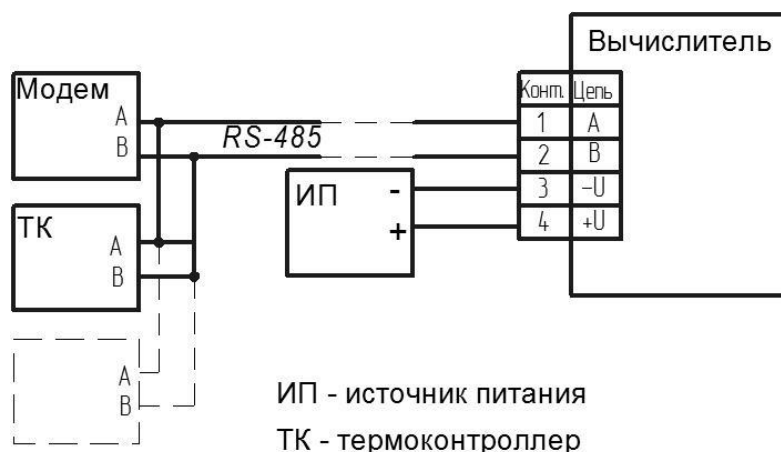 Вычислитель
Модем
A
B
RS-485
Конт. Цепь
1 A
2 B
3 –U
4 +U
ИП
-
+
ТК
A
B
A
B
ИП - источник питания
ТК - термоконтроллер